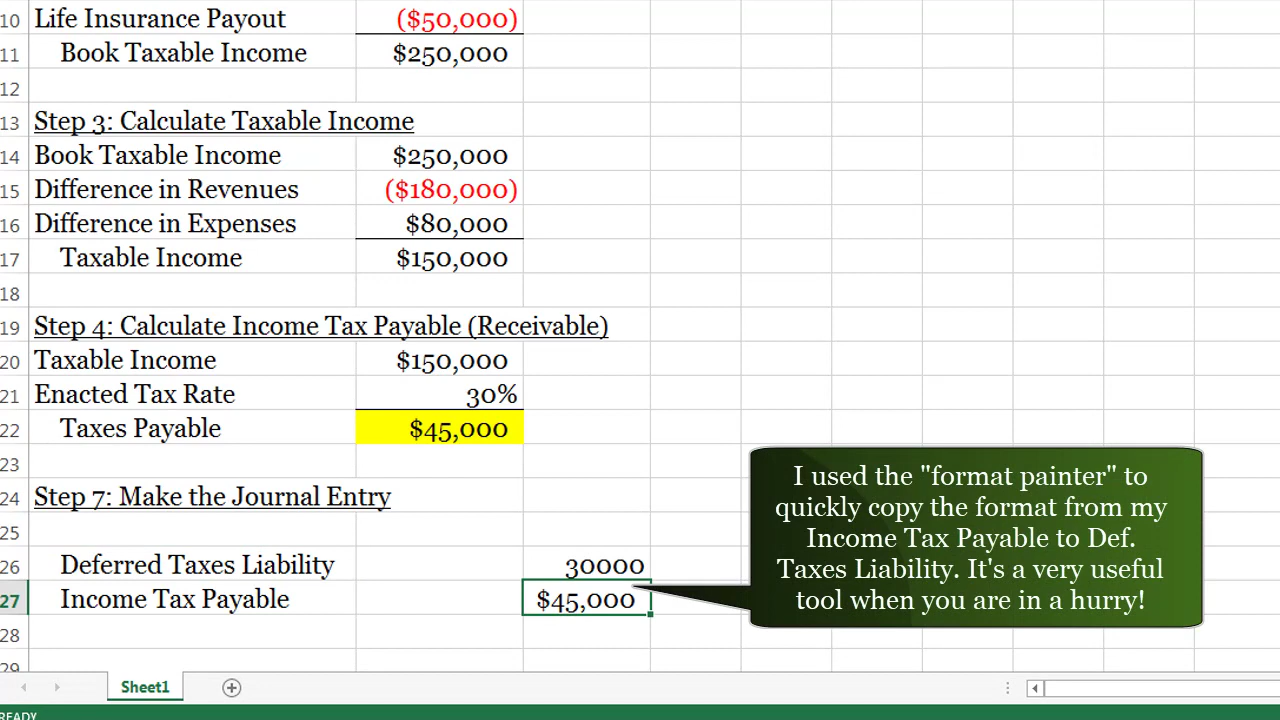 10 Life Insurance Payout ($50,000)
11 Book Taxable Income $250,000
12
13 Step 3: Calculate Taxable Income
14 Book Taxable Income $250,000
15 Difference in Revenues ($180,000)
16 Difference in Expenses $80,000
17 Taxable Income $150,000
18
19 Step 4: Calculate Income Tax Payable (Receivable)
20 Taxable Income $150,000
21 Enacted Tax Rate 30%
22 Taxes Payable $45,000
23
24 Step 7: Make the Journal Entry
25
26 Deferred Taxes Liability 30000
27 Income Tax Payable $45,000
28
29
I used the "format painter" to
quickly copy the format from my
Income Tax Payable to Def.
Taxes Liability. It's a very useful
tool when you are in a hurry!
Sheet1
READY